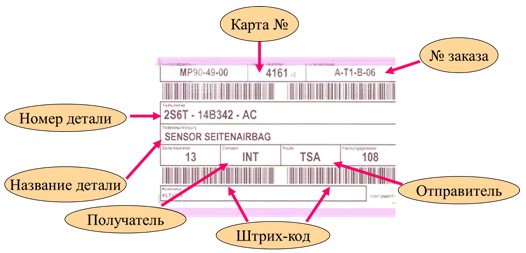 Карта №
№ заказа
MP90-49-00
4161
A-T1-B-06
Номер детали
2S6T - 14B342 - AC
SENSOR SEITENAIRBAG
13
INT
TSA
108
Название детали
Отправитель
Получатель
Штрих-код